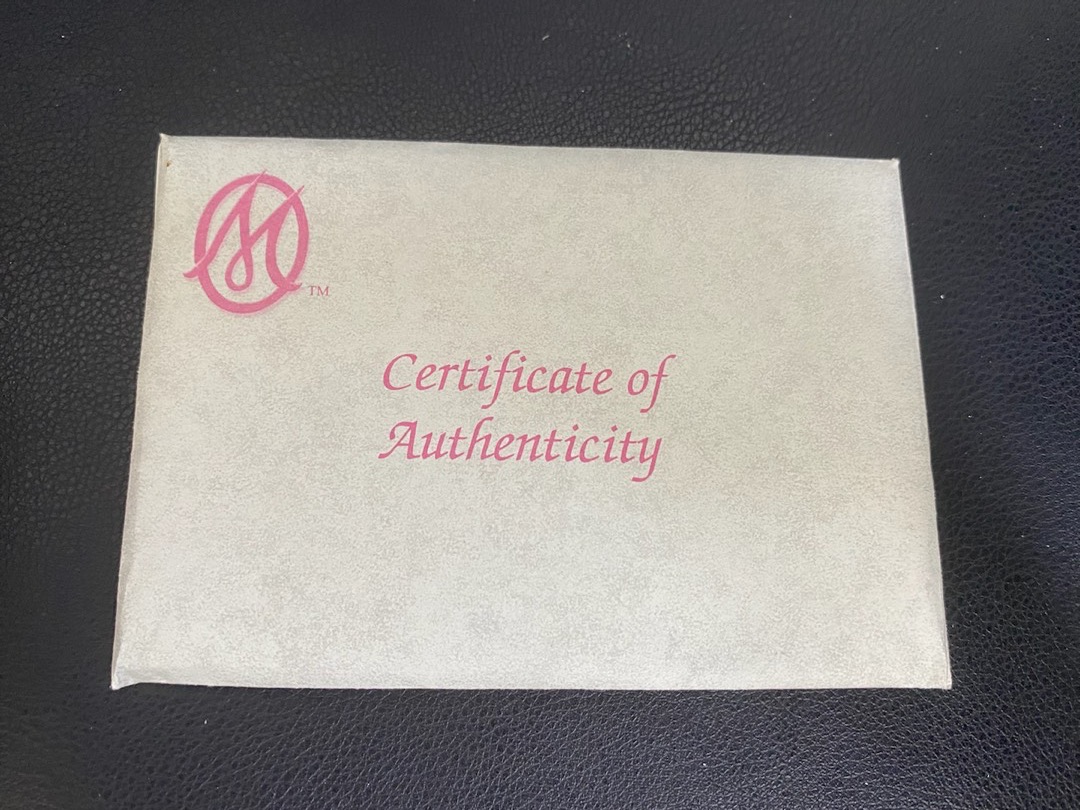 TM
Certificate of
Authenticity